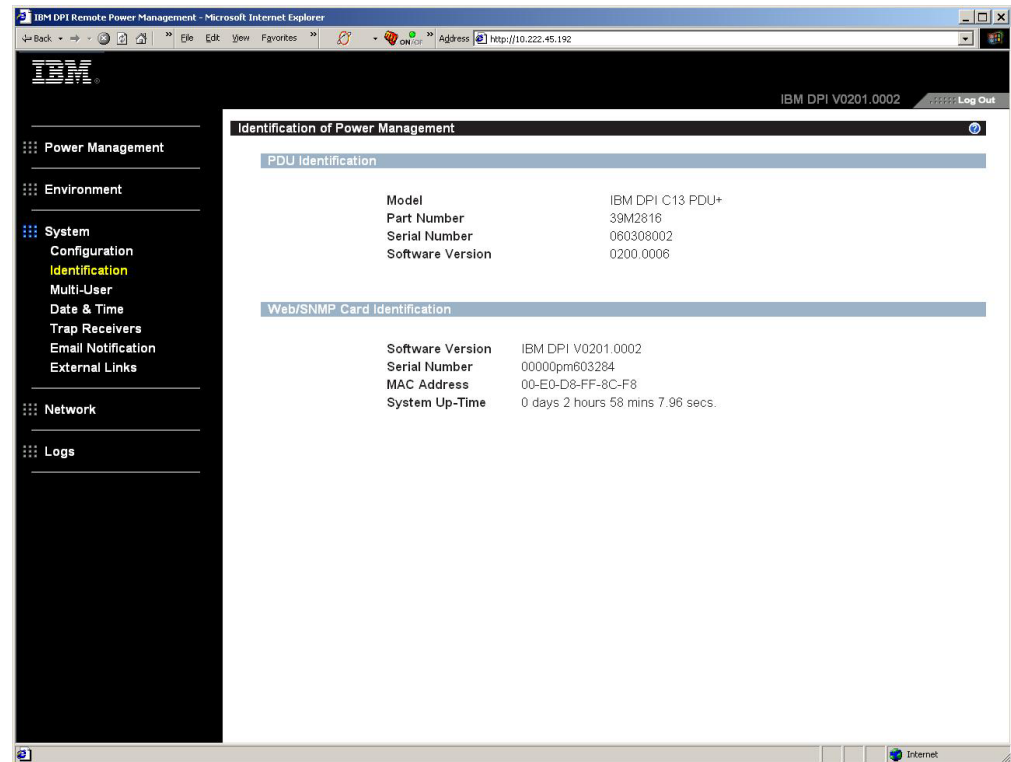 IBM DPI Remote Power Management - Microsoft Internet Explorer
Back » File Edit View Favorites » ON/OFF » Address http://10.222.45.192
IBM®
IBM DPI V0201.0002 Log Out
Identification of Power Management ?
Power Management
PDU Identification
Environment
Model IBM DPI C13 PDU+
Part Number 39M2816
System
Serial Number 060308002
Configuration
Software Version 0200.0006
Identification
Multi-User
Date & Time
Web/SNMP Card Identification
Trap Receivers
Email Notification
Software Version IBM DPI V0201.0002
External Links
Serial Number 00000pm603284
MAC Address 00-E0-D8-FF-8C-F8
System Up-Time 0 days 2 hours 58 mins 7.96 secs.
Network
Logs
Internet